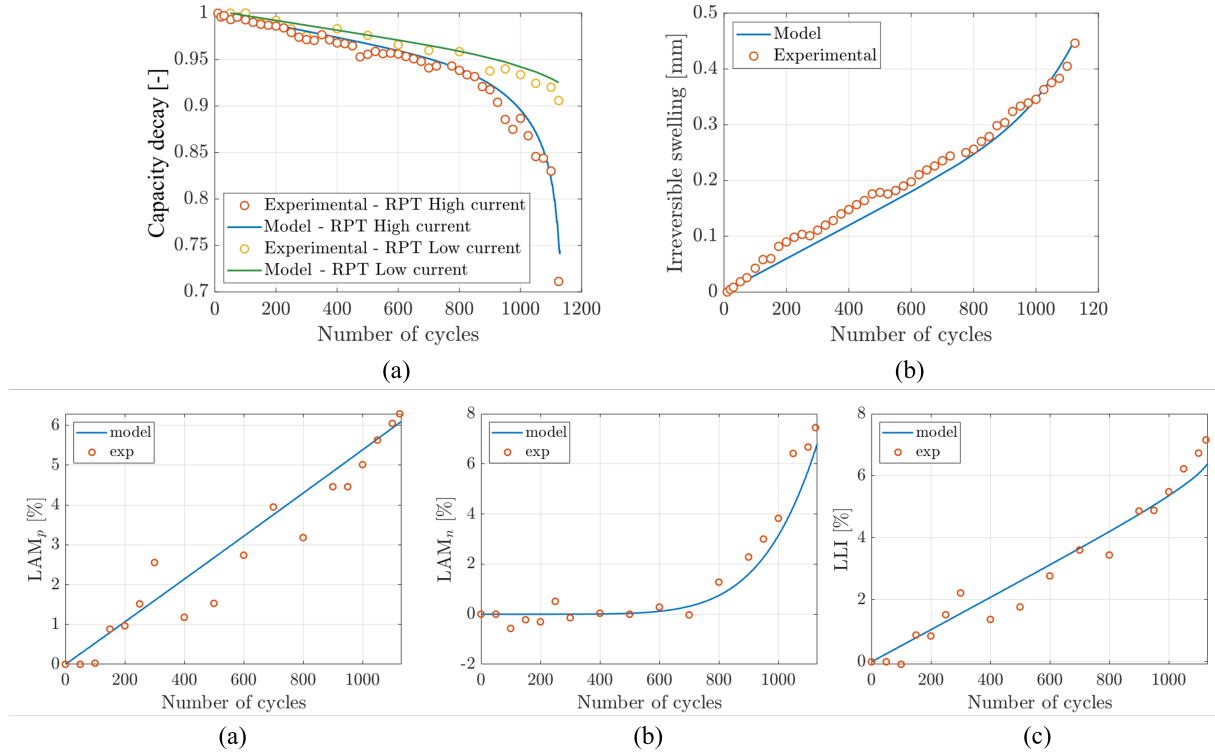 1
0.95
0.9
0.85
0.8
0.75
0.7
Capacity decay [-]
Experimental - RPT High current
Model - RPT High current
Experimental - RPT Low current
Model - RPT Low current
0 200 400 600 800 1000 1200
Number of cycles
(a)
0.5
0.4
0.3
0.2
0.1
0
Irreversible swelling [mm]
Model
Experimental
0 200 400 600 800 1000 120
Number of cycles
(b)
6
5
4
3
2
1
0
LAMp [%]
model
exp
0 200 400 600 800 1000
Number of cycles
(a)
8
6
4
2
0
-2
LAMn [%]
model
exp
0 200 400 600 800 1000
Number of cycles
(b)
8
6
4
2
0
LLI [%]
model
exp
0 200 400 600 800 1000
Number of cycles
(c)